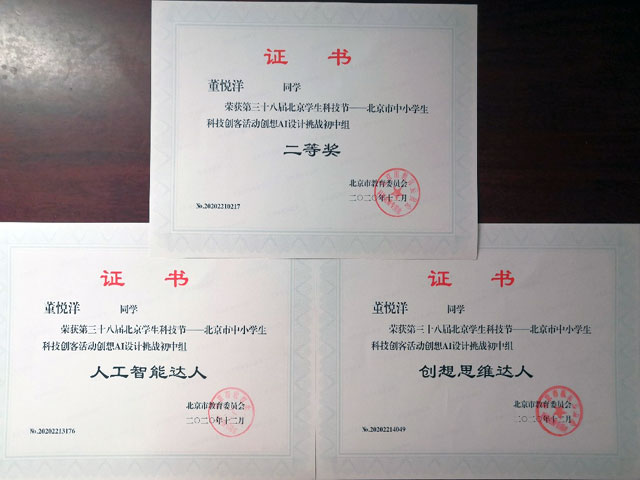 证 书
董悦洋 同学
荣获第三十八届北京学生科技节——北京市中小学生
科技创客活动创想AI设计挑战初中组
二等奖
北京市教育委员会
二〇二〇年十二月
No.20202210217
证 书
董悦洋 同学
荣获第三十八届北京学生科技节——北京市中小学生
科技创客活动创想AI设计挑战初中组
人工智能达人
北京市教育委员会
二〇二〇年十二月
No.20202213176
证 书
董悦洋 同学
荣获第三十八届北京学生科技节——北京市中小学生
科技创客活动创想AI设计挑战初中组
创想思维达人
北京市教育委员会
二〇二〇年十二月
No.20202214049